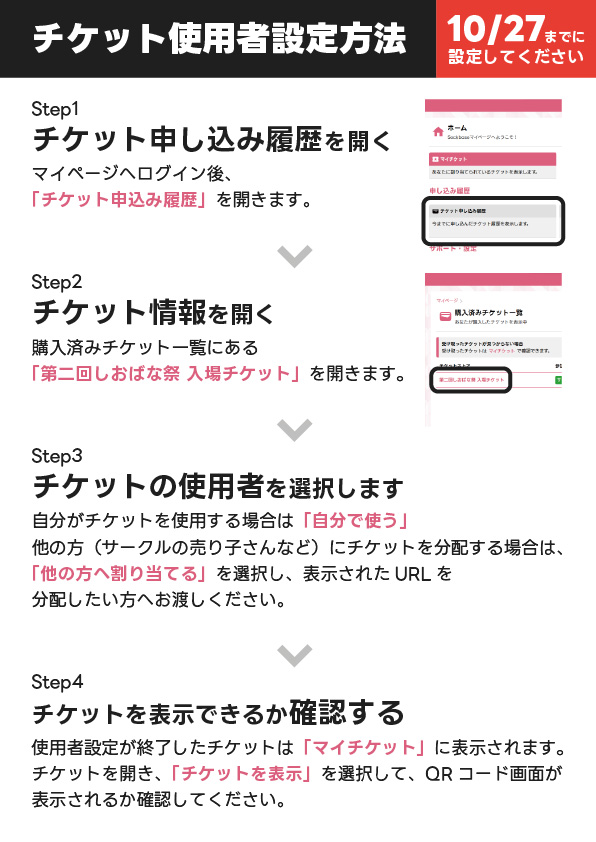 チケット使用者設定方法
10/27までに
設定してください
Step1
チケット申し込み履歴を開く
マイページへログイン後、
「チケット申込み履歴」を開きます。
ホーム
Sockbaseマイページへようこそ！
マイチケット
あなたに割り当てられているチケットを表示します。
申し込み履歴
チケット申し込み履歴
今までに申し込んだチケット履歴を表示します。
サポート・設定
Step2
チケット情報を開く
購入済みチケット一覧にある
「第二回しおばな祭 入場チケット」を開きます。
マイページ
購入済みチケット一覧
あなたが購入したチケットを表示中
受け取ったチケットが見つからない場合
受け取ったチケットは マイチケット で確認できます。
チケットストア
第二回しおばな祭 入場チケット
Step3
チケットの使用者を選択します
自分がチケットを使用する場合は「自分で使う」
他の方（サークルの売り子さんなど）にチケットを分配する場合は、
「他の方へ割り当てる」を選択し、表示された URL を
分配したい方へお渡しください。
Step4
チケットを表示できるか確認する
使用者設定が終了したチケットは「マイチケット」に表示されます。
チケットを開き、「チケットを表示」を選択して、QR コード画面が
表示されるか確認してください。